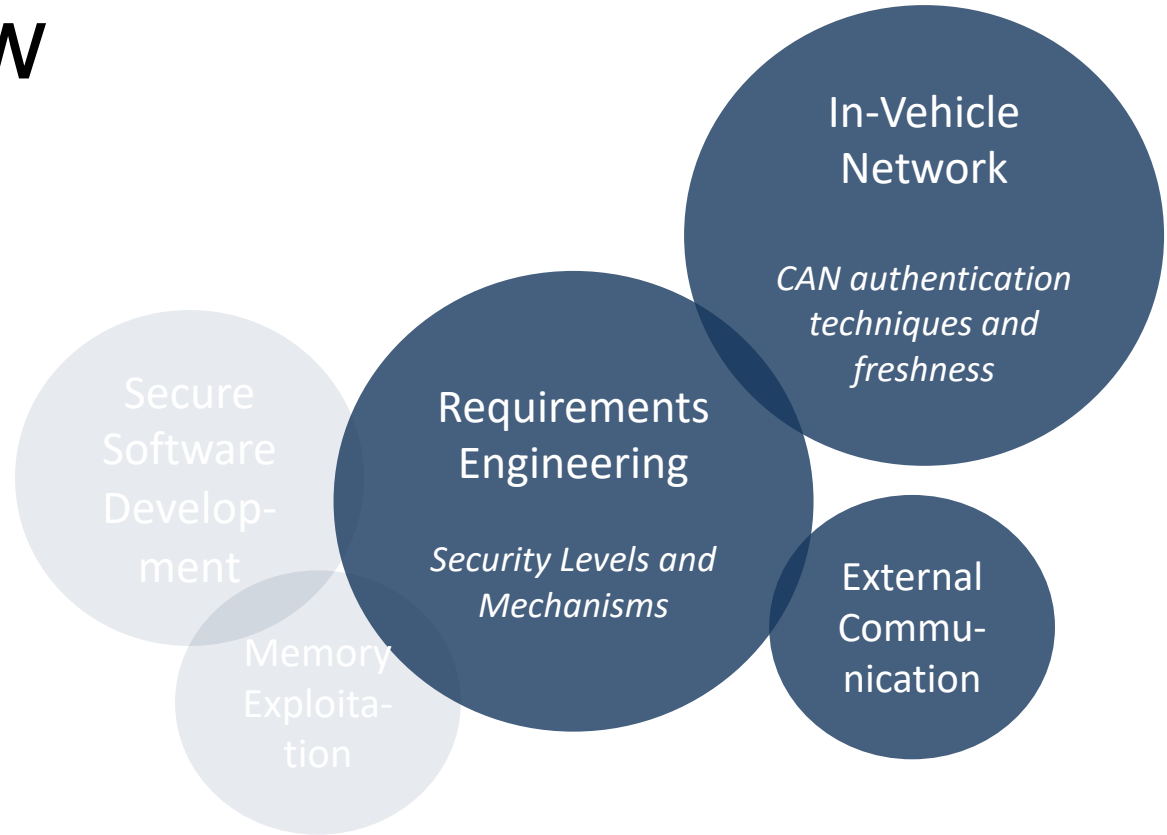 w
In-Vehicle
Network
CAN authentication
techniques and
freshness
Requirements
Engineering
Security Levels and
Mechanisms
Secure
Software
Develop-
ment
Memory
Exploita-
tion
External
Commu-
nication